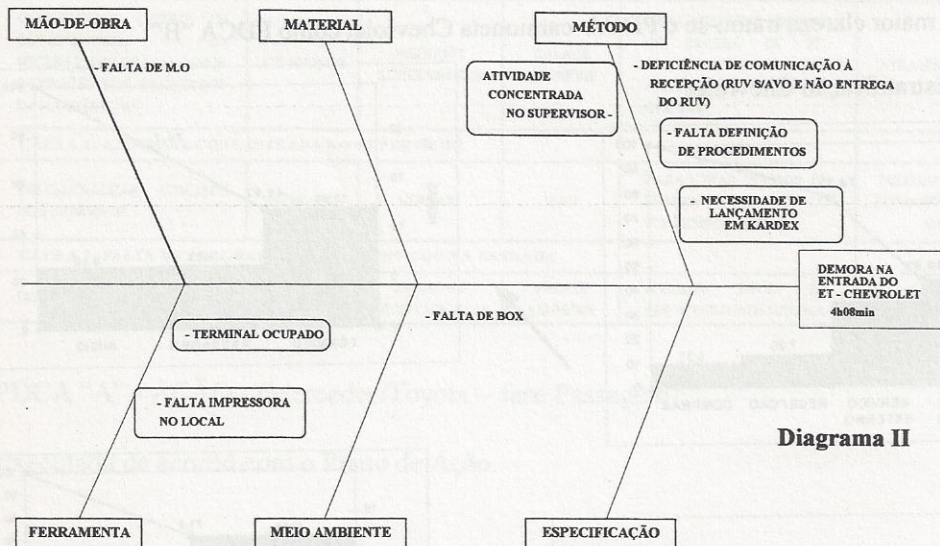 MÃO-DE-OBRA
MATERIAL
MÉTODO
- FALTA DE M.O
ATIVIDADE
CONCENTRADA
NO SUPERVISOR -
- DEFICIÊNCIA DE COMUNICAÇÃO À
RECEPÇÃO (RUV S/AVO E NÃO ENTREGA
DO RUV)
- FALTA DEFINIÇÃO
DE PROCEDIMENTOS
NECESSIDADE DE
LANÇAMENTO
EM KARDEX
DEMORA NA
ENTRADA DO
ET - CHEVROLET
4h08min
- FALTA DE BOX
- TERMINAL OCUPADO
- FALTA IMPRESSORA
NO LOCAL
Diagrama II
FERRAMENTA
MEIO AMBIENTE
ESPECIFICAÇÃO